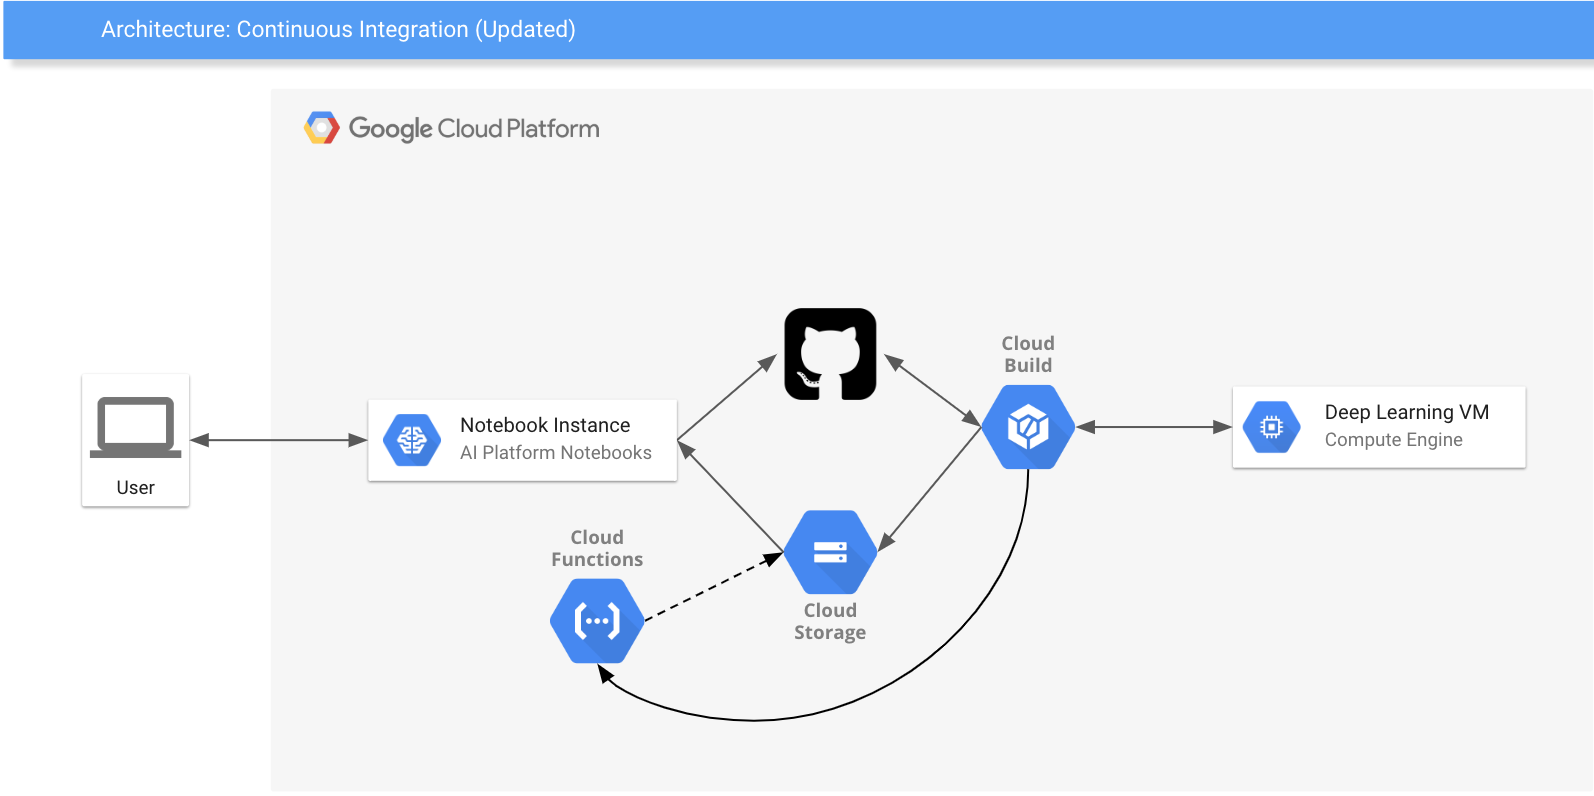 Architecture: Continuous Integration (Updated)
Google Cloud Platform
Cloud
Build
Notebook Instance
AI Platform Notebooks
Deep Learning VM
Compute Engine
User
Cloud
Functions
Cloud
Storage